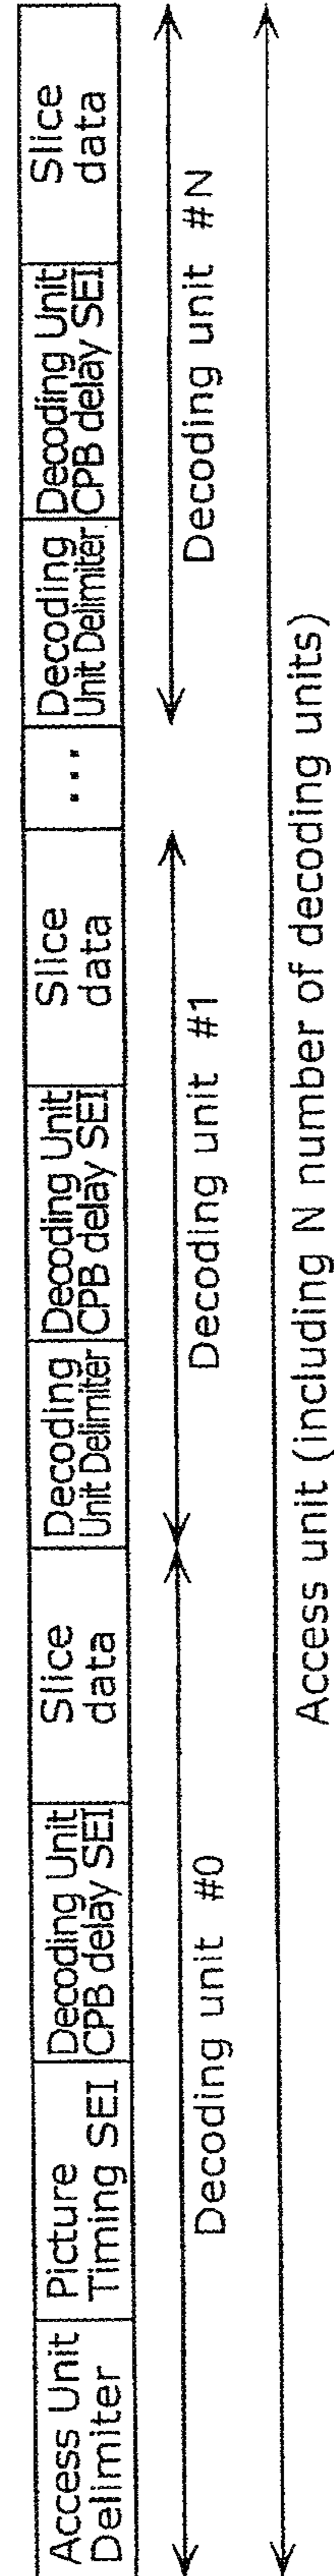 Access Unit
Delimiter
Picture
Timing SEI
Decoding Unit
CPB delay SEI
Slice
data
Decoding
Unit Delimiter
Decoding Unit
CPB delay SEI
Slice
data
...
Decoding
Unit Delimiter
Decoding Unit
CPB delay SEI
Slice
data
Decoding unit #0
Decoding unit #1
Decoding unit #N
Access unit (including N number of decoding units)